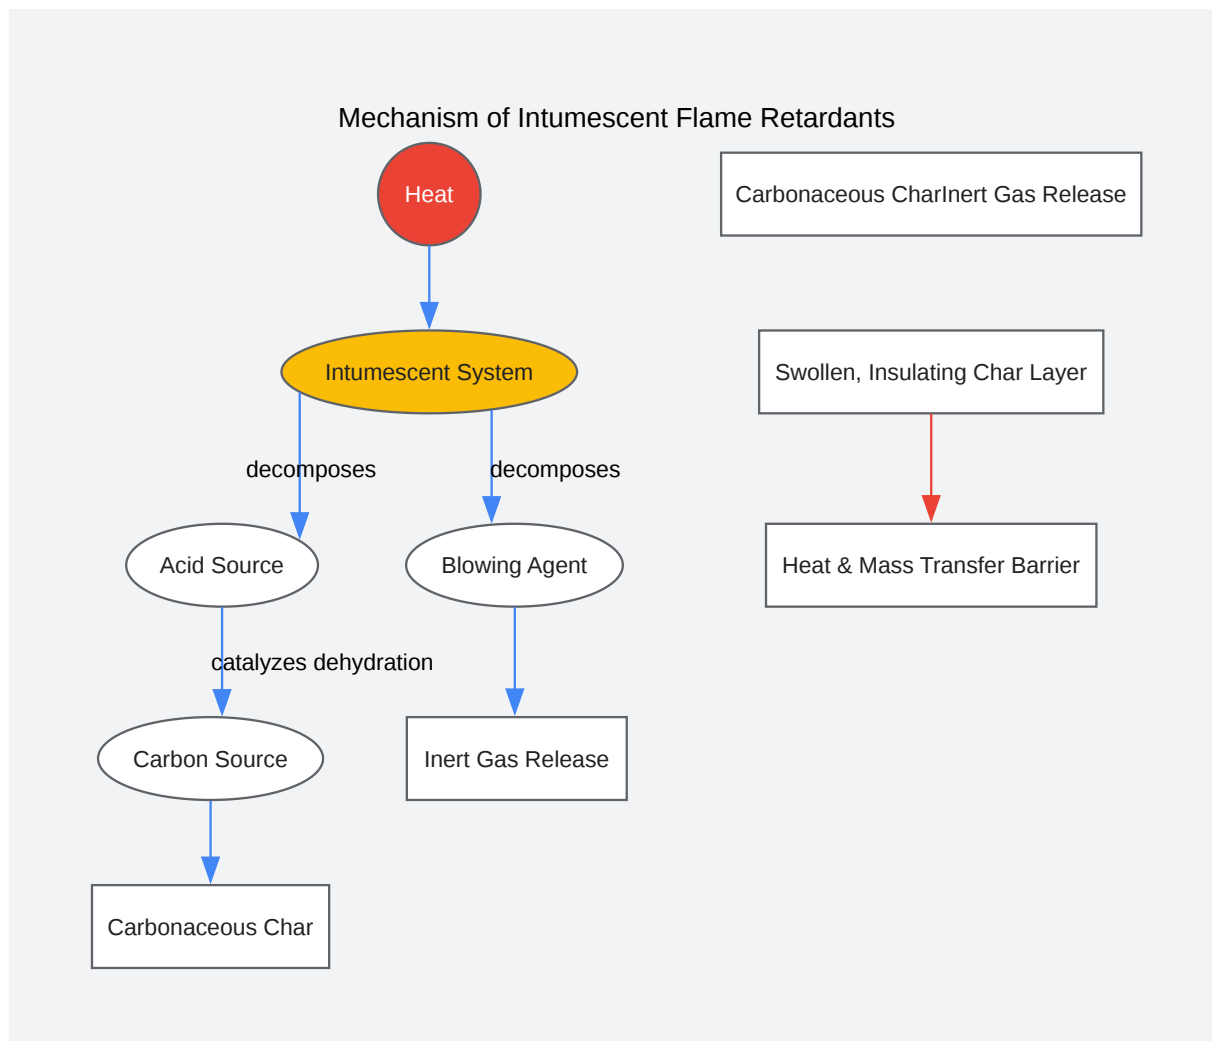 Mechanism of Intumescent Flame Retardants
Heat
Carbonaceous CharInert Gas Release
Intumescent System
Swollen, Insulating Char Layer
decomposes
decomposes
Acid Source
Blowing Agent
Heat & Mass Transfer Barrier
catalyzes dehydration
Carbon Source
Inert Gas Release
Carbonaceous Char